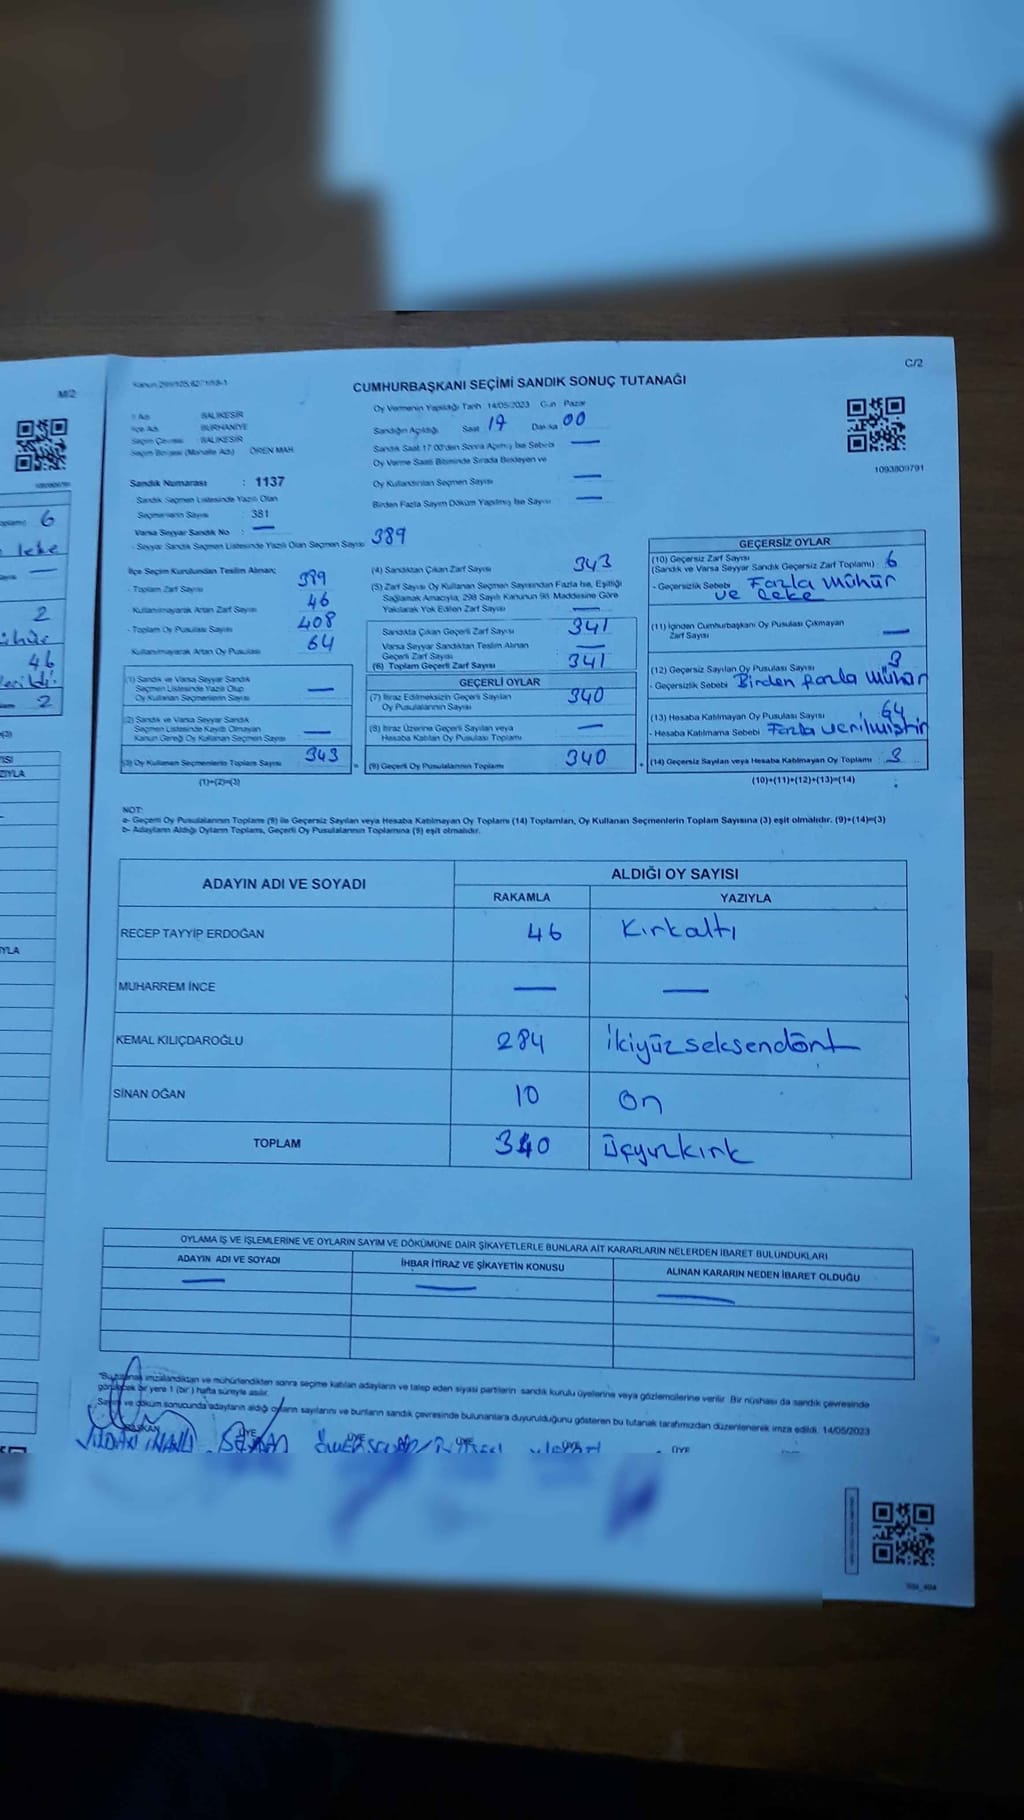 C/2
CUMHURBAŞKANI SEÇİMİ SANDIK SONUÇ TUTANAĞI
M/2
İl Adı BALIKESİR
İlçe Adı BURHANİYE
Seçim Çevresi BALIKESİR
Seçim Bölgesi (Mahalle Adı) ÖREN MAH
Sandık Numarası : 1137
Sandık Seçmen Listesinde Yazılı Olan
Seçmenlerin Sayısı : 381
Varsa Seyyar Sandık No : —
- Seyyar Sandık Seçmen Listesinde Yazılı Olan Seçmen Sayısı 389
Oy Vermenin Yapıldığı Tarih 14/05/2023 Gün Pazar
Sandığın Açıldığı Saat 17 Dakika 00
Sandık Saat 17:00'den Sonra Açılmış İse Sebebi —
Oy Verme Saati Bitiminde Sırada Bekleyen ve
Oy Kullandırılan Seçmen Sayısı —
Birden Fazla Sayım Döküm Yapılmış İse Sayısı —
1093809791
İlçe Seçim Kurulundan Teslim Alınan;
- Toplam Zarf Sayısı 399
Kullanılmayarak Artan Zarf Sayısı 46
- Toplam Oy Pusulası Sayısı 408
Kullanılmayarak Artan Oy Pusulası 64
(1) Sandık ve Varsa Seyyar Sandık
Seçmen Listesinde Yazılı Olup
Oy Kullanan Seçmenlerin Sayısı —
(2) Sandık ve Varsa Seyyar Sandık
Seçmen Listesinde Kayıtlı Olmayan
Kanun Gereği Oy Kullanan Seçmen Sayısı —
(3) Oy Kullanan Seçmenlerin Toplam Sayısı 343
(1)+(2)=(3)
(4) Sandıktan Çıkan Zarf Sayısı 343
(5) Zarf Sayısı Oy Kullanan Seçmen Sayısından Fazla İse, Eşitliği
Sağlamak Amacıyla, 298 Sayılı Kanunun 98. Maddesine Göre
Yakılarak Yok Edilen Zarf Sayısı —
Sandıkta Çıkan Geçerli Zarf Sayısı 341
Varsa Seyyar Sandıktan Teslim Alınan
Geçerli Zarf Sayısı —
(6) Toplam Geçerli Zarf Sayısı 341
GEÇERLİ OYLAR
(7) İtiraz Edilmeksizin Geçerli Sayılan
Oy Pusulalarının Sayısı 340
(8) İtiraz Üzerine Geçerli Sayılan veya
Hesaba Katılan Oy Pusulası Toplamı —
(9) Geçerli Oy Pusulalarının Toplamı 340
GEÇERSİZ OYLAR
(10) Geçersiz Zarf Sayısı
(Sandık ve Varsa Seyyar Sandık Geçersiz Zarf Toplamı) 6
- Geçersizlik Sebebi Fazla Mühür
ve Leke
(11) İçinden Cumhurbaşkanı Oy Pusulası Çıkmayan
Zarf Sayısı —
(12) Geçersiz Sayılan Oy Pusulası Sayısı 3
- Geçersizlik Sebebi Birden fazla mühür
(13) Hesaba Katılmayan Oy Pusulası Sayısı 64
- Hesaba Katılmama Sebebi Fazla verilmiştir
(14) Geçersiz Sayılan veya Hesaba Katılmayan Oy Toplamı 3
(10)+(11)+(12)+(13)=(14)
NOT:
a- Geçerli Oy Pusulalarının Toplamı (9) ile Geçersiz Sayılan veya Hesaba Katılmayan Oy Toplamı (14) Toplamları, Oy Kullanan Seçmenlerin Toplam Sayısına (3) eşit olmalıdır. (9)+(14)=(3)
b- Adayların Aldığı Oyların Toplamı, Geçerli Oy Pusulalarının Toplamına (9) eşit olmalıdır.
ADAYIN ADI VE SOYADI
ALDIĞI OY SAYISI
RAKAMLA YAZIYLA
RECEP TAYYİP ERDOĞAN 46 Kırkaltı
MUHARREM İNCE — —
KEMAL KILIÇDAROĞLU 284 ikiyüzseksendört
SİNAN OĞAN 10 On
TOPLAM 340 Üçyüzkırk
OYLAMA İŞ VE İŞLEMLERİNE VE OYLARIN SAYIM VE DÖKÜMÜNE DAİR ŞİKAYETLERLE BUNLARA AİT KARARLARIN NELERDEN İBARET BULUNDUKLARI
ADAYIN ADI VE SOYADI İHBAR İTİRAZ VE ŞİKAYETİN KONUSU ALINAN KARARIN NEDEN İBARET OLDUĞU
— — —
imzalandıktan ve mühürlendikten sonra seçime katılan adayların ve talep eden siyasi partilerin sandık kurulu üyelerine veya gözlemcilerine verilir. Bir nüshası da sandık çevresinde
görülecek bir yere 1 (bir) hafta süreyle asılır.
Sayım ve döküm sonucunda adayların aldığı oyların sayılarını ve bunların sandık çevresinde bulunanlara duyurulduğunu gösteren bu tutanak tarafımızdan düzenlenerek imza edildi. 14/05/2023
BAŞKAN ÜYE ÜYE ÜYE ÜYE
6
leke
2
46
2